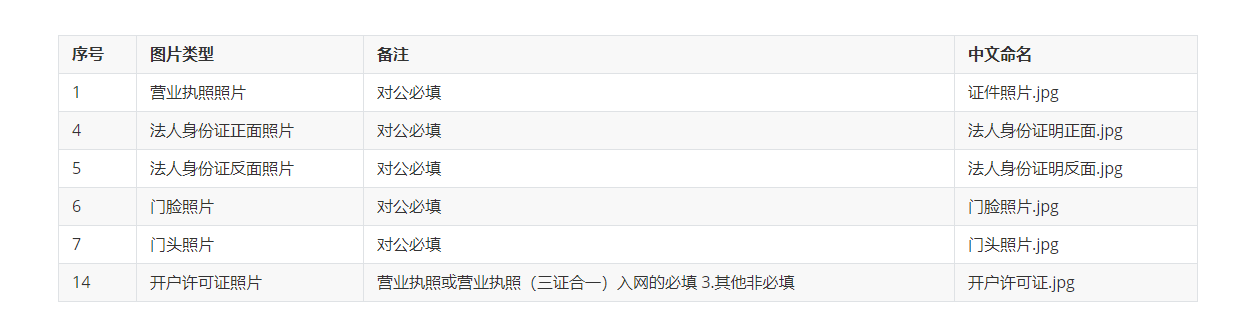 序号 图片类型 备注 中文命名
1 营业执照照片 对公必填 证件照片.jpg
4 法人身份证正面照片 对公必填 法人身份证明正面.jpg
5 法人身份证反面照片 对公必填 法人身份证明反面.jpg
6 门脸照片 对公必填 门脸照片.jpg
7 门头照片 对公必填 门头照片.jpg
14 开户许可证照片 营业执照或营业执照（三证合一）入网的必填 3.其他非必填 开户许可证.jpg